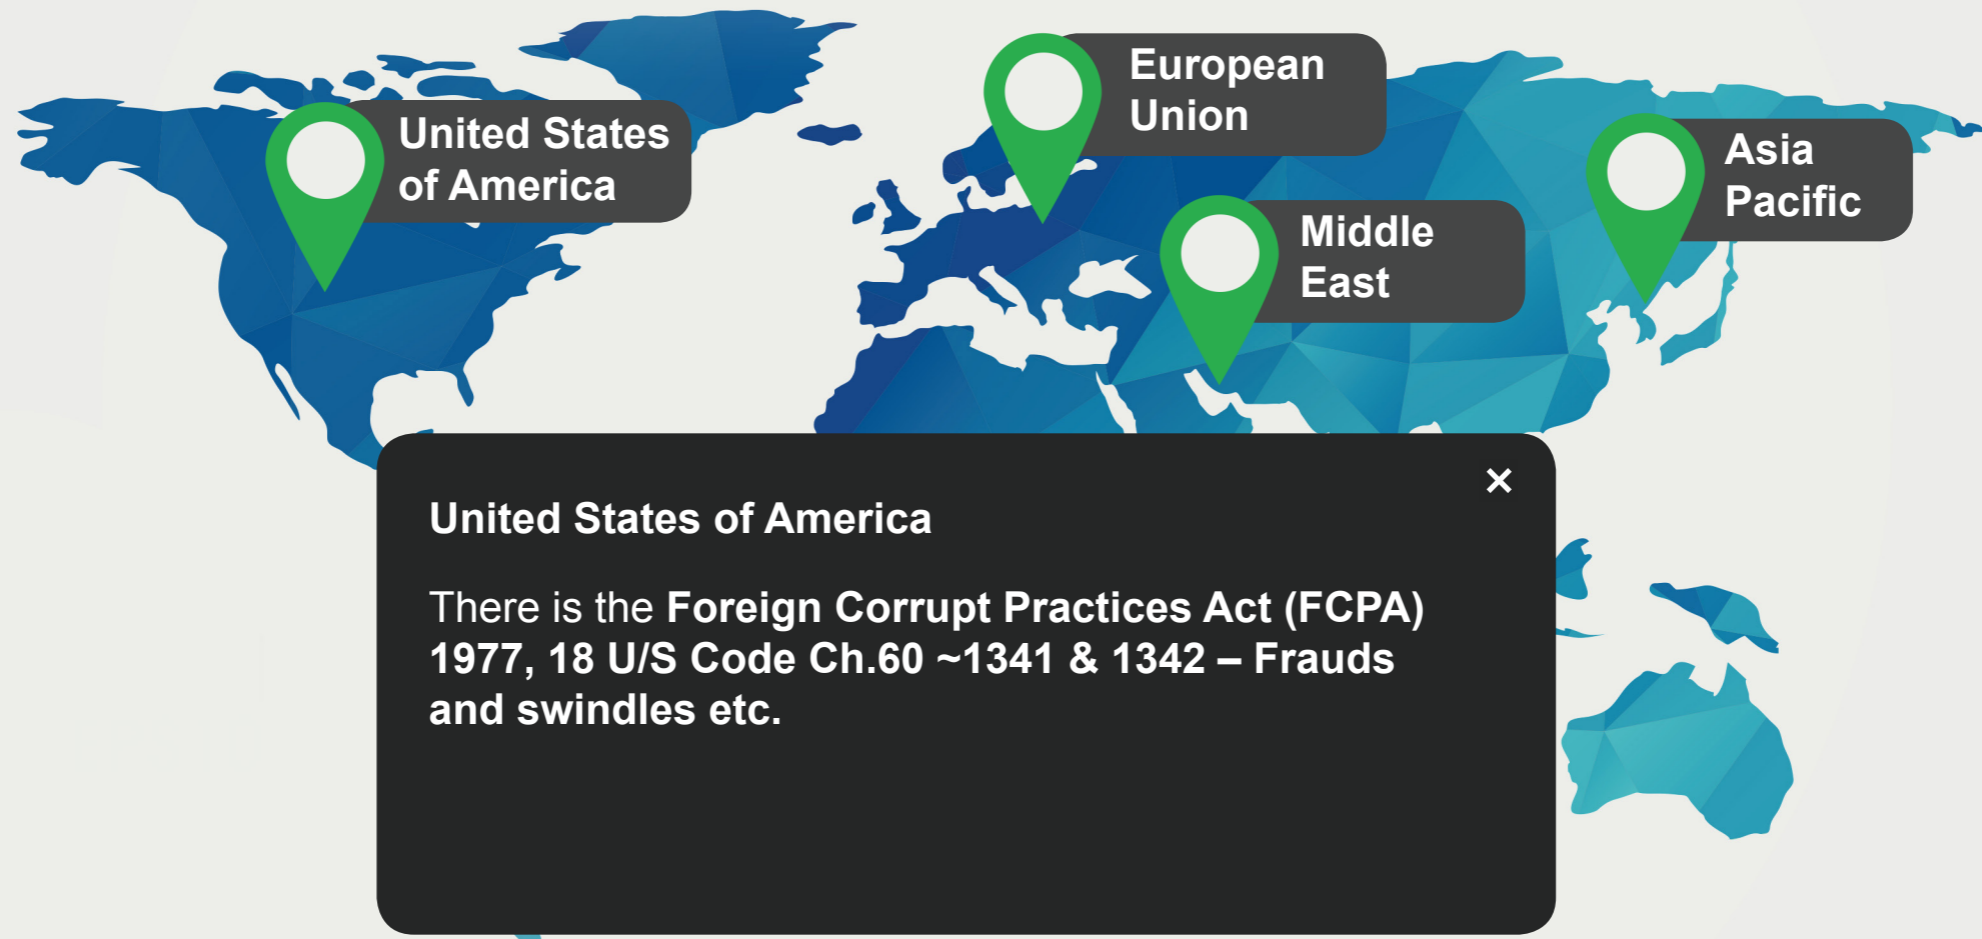 European
Union
United States
of America
Asia
Pacific
Middle
East
×
United States of America
There is the Foreign Corrupt Practices Act (FCPA)
1977, 18 U/S Code Ch.60 ~1341 & 1342 – Frauds
and swindles etc.